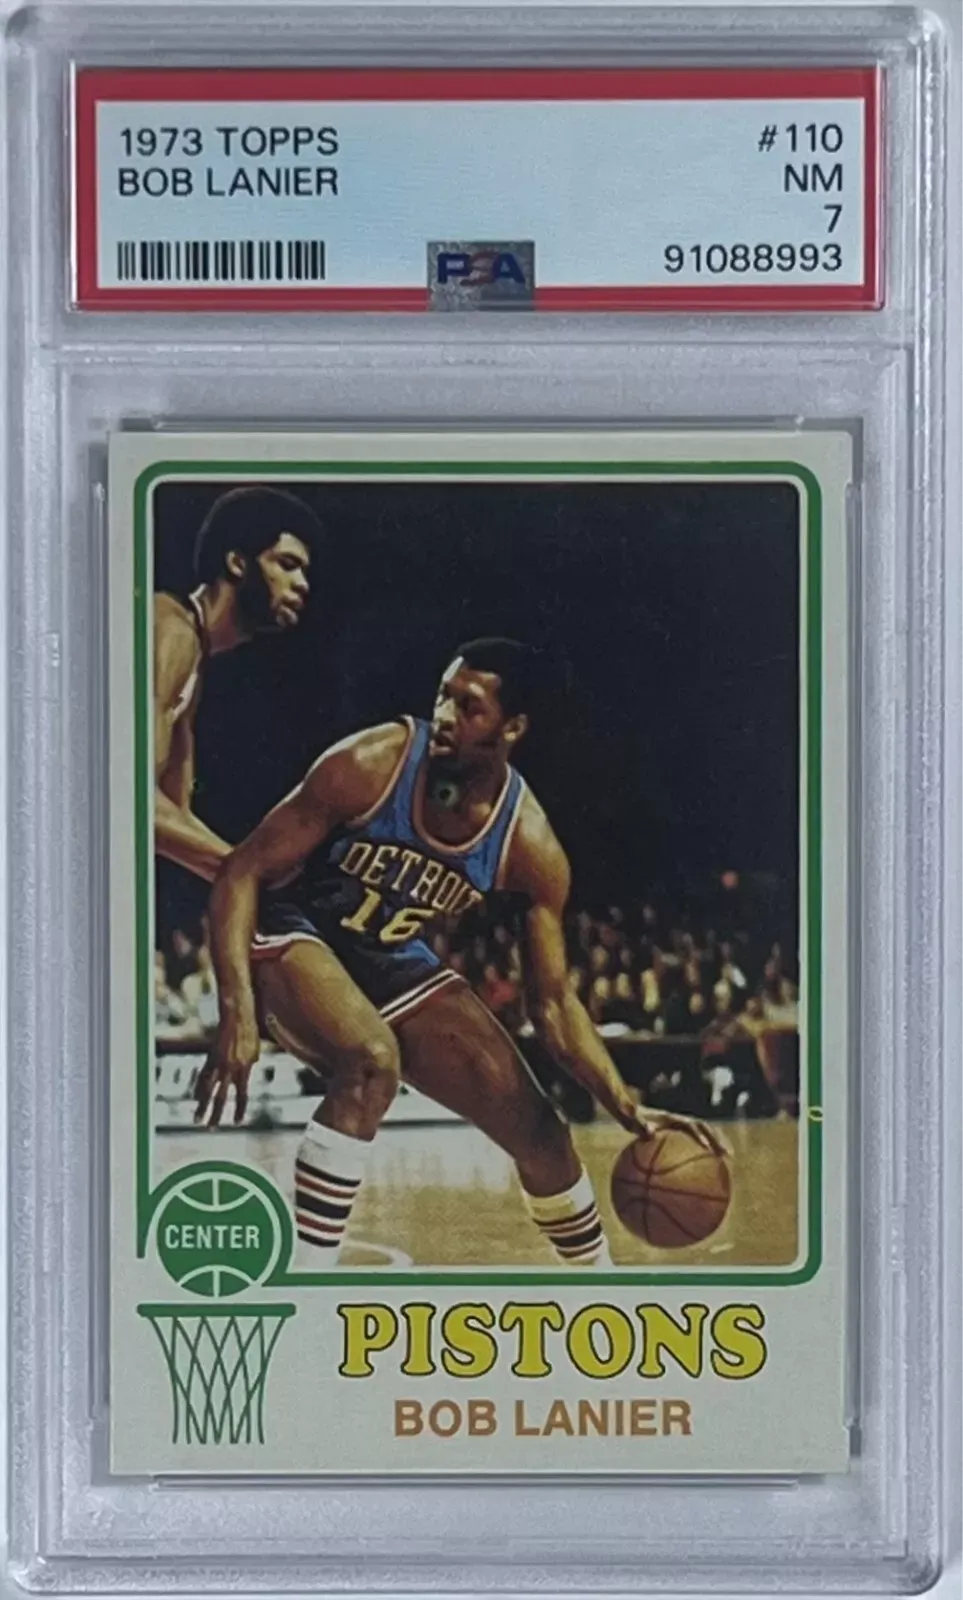 1973 TOPPS #110
BOB LANIER NM
7
PSA 91088993
DETROIT
16
CENTER
PISTONS
BOB LANIER